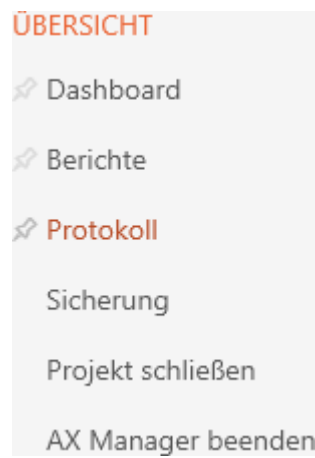 ÜBERSICHT
Dashboard
Berichte
Protokoll
Sicherung
Projekt schließen
AX Manager beenden